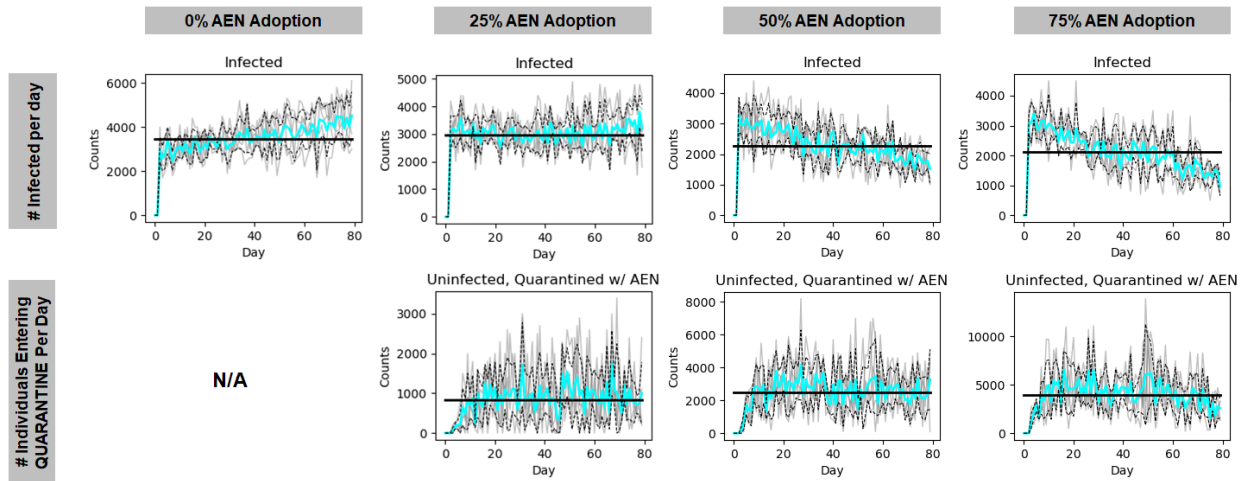 0% AEN Adoption
25% AEN Adoption
50% AEN Adoption
75% AEN Adoption
# Infected per day
Infected
6000
4000
2000
0
Counts
0 20 40 60 80
Day
Infected
5000
4000
3000
2000
1000
0
Counts
0 20 40 60 80
Day
Infected
4000
3000
2000
1000
0
Counts
0 20 40 60 80
Day
Infected
4000
3000
2000
1000
0
Counts
0 20 40 60 80
Day
# Individuals Entering
QUARANTINE Per Day
N/A
Uninfected, Quarantined w/ AEN
3000
2000
1000
0
Counts
0 20 40 60 80
Day
Uninfected, Quarantined w/ AEN
8000
6000
4000
2000
0
Counts
0 20 40 60 80
Day
Uninfected, Quarantined w/ AEN
10000
5000
0
Counts
0 20 40 60 80
Day